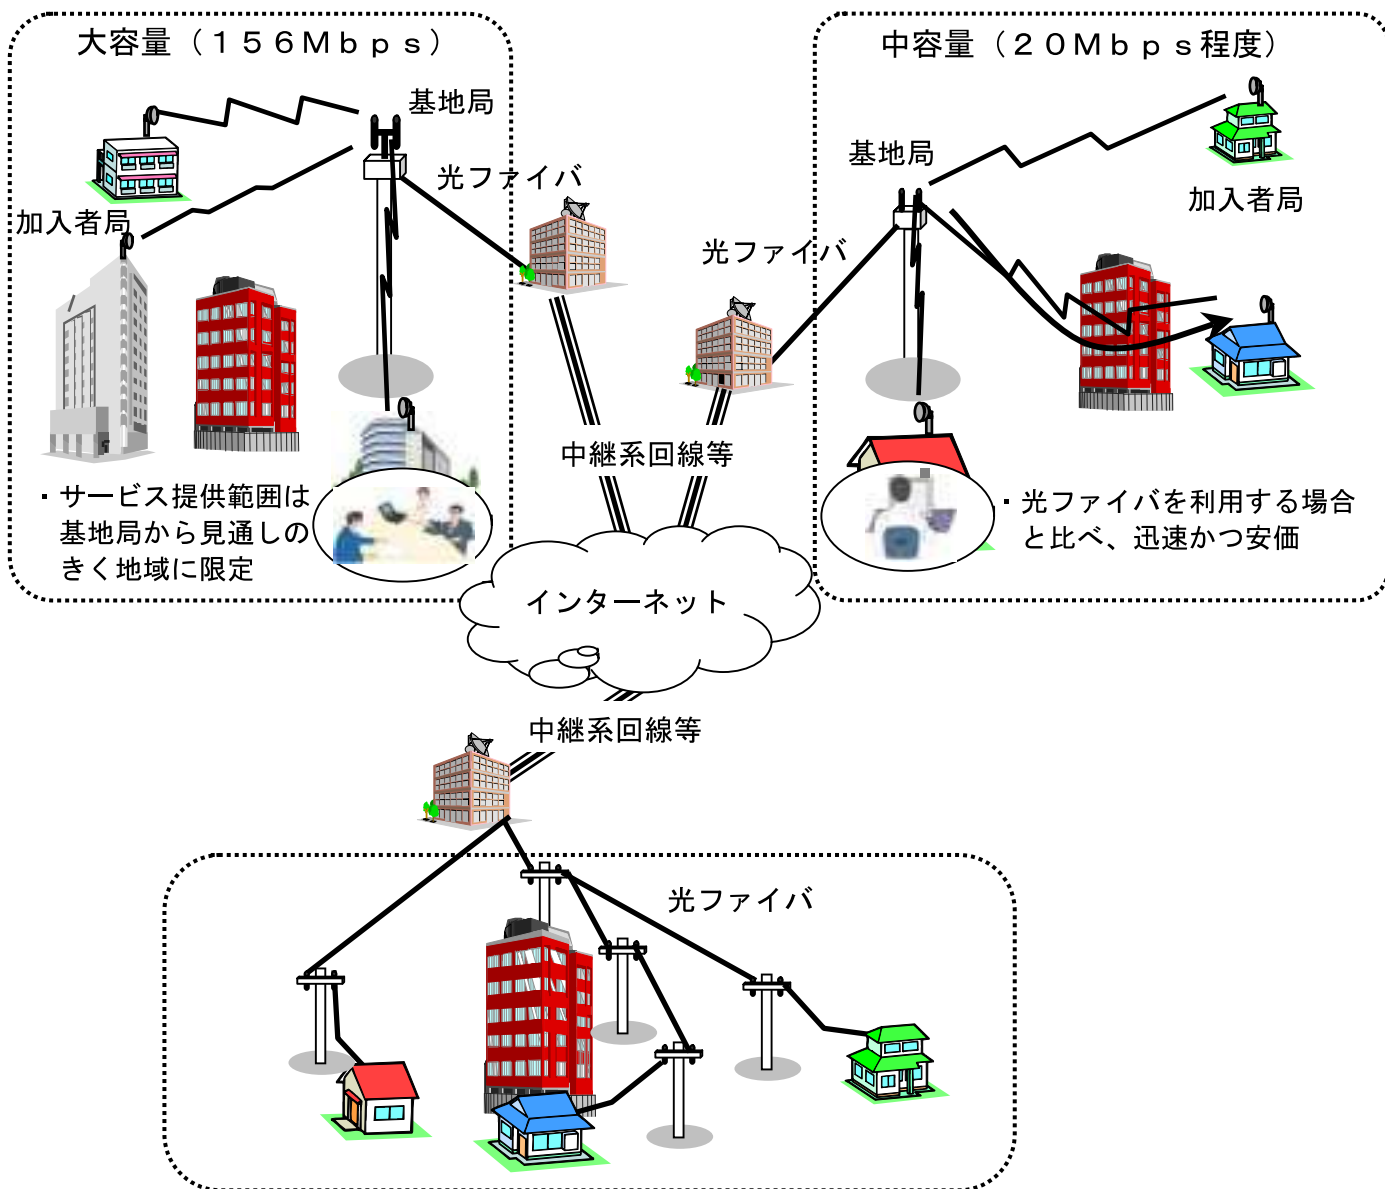 大容量（１５６Ｍｂｐｓ）
基地局
光ファイバ
加入者局
・サービス提供範囲は
基地局から見通しの
きく地域に限定
中容量（２０Ｍｂｐｓ程度）
基地局
加入者局
光ファイバ
・光ファイバを利用する場合
と比べ、迅速かつ安価
中継系回線等
インターネット
中継系回線等
光ファイバ